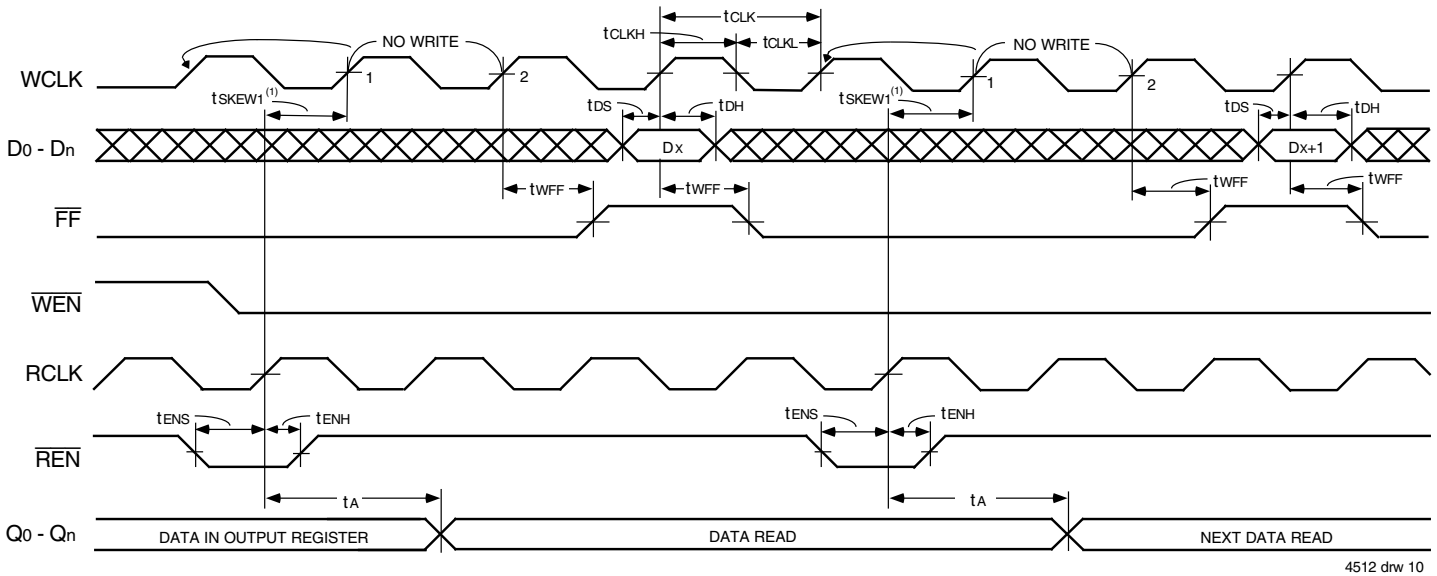 tCLK
tCLKH
tCLKL
NO WRITE
NO WRITE
WCLK
1
2
1
2
tSKEW1(1)
tDS
tDH
tSKEW1(1)
tDS
tDH
D0 - Dn
Dx
Dx+1
tWFF
tWFF
tWFF
tWFF
FF
WEN
RCLK
tENS
tENH
tENS
tENH
REN
tA
tA
Q0 - Qn
DATA IN OUTPUT REGISTER
DATA READ
NEXT DATA READ
4512 drw 10